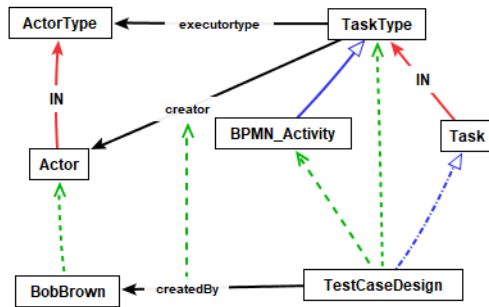 ActorType
executortype
TaskType
IN
IN
creator
BPMN_Activity
Task
Actor
BobBrown
createdBy
TestCaseDesign